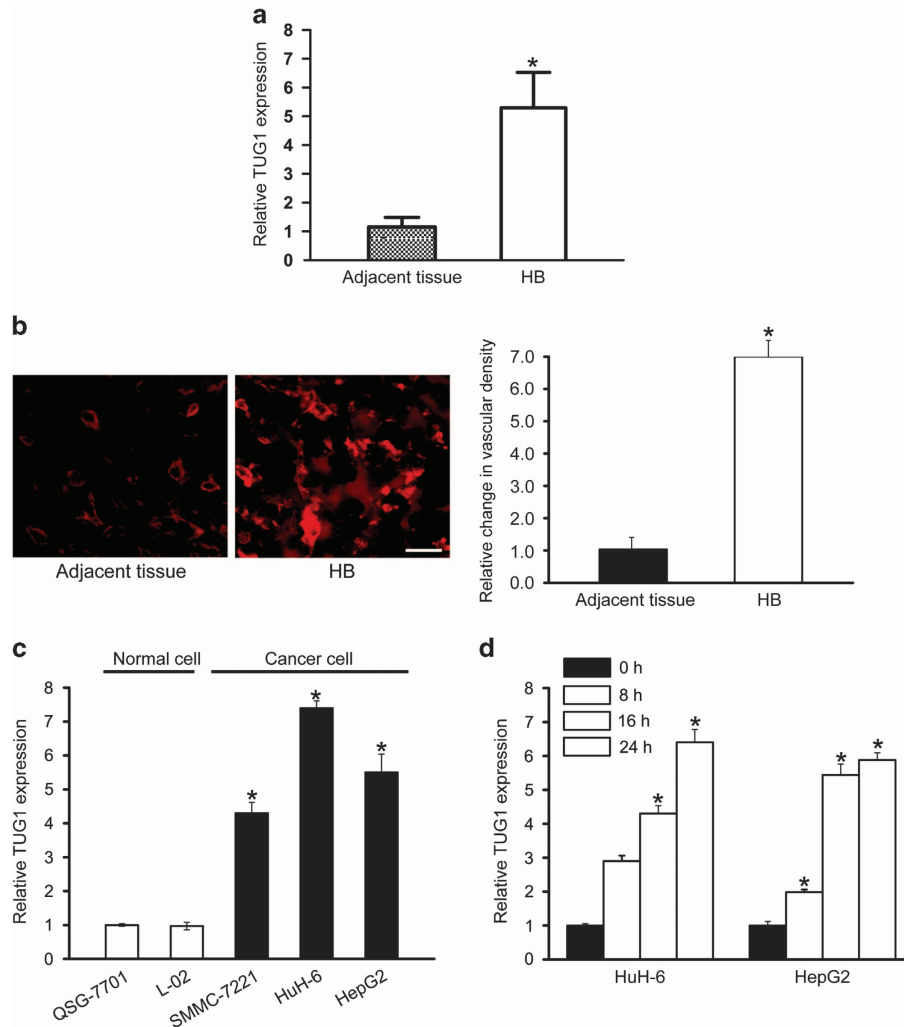 a
Relative TUG1 expression
8
7
6
5
4
3
2
1
0
*
Adjacent tissue
HB
b
Adjacent tissue
HB
Relative change in vascular density
7.0
6.0
7.0
4.0
7.0
2.0
1.0
0.0
*
Adjacent tissue
HB
c
Normal cell
Cancer cell
Relative TUG1 expression
8
7
6
5
4
3
2
1
0
*
*
*
QSG-7701
L-02
SMMC-7221
HuH-6
HepG2
d
0 h
8 h
16 h
24 h
Relative TUG1 expression
8
7
6
5
4
3
2
1
0
*
*
*
*
*
HuH-6
HepG2